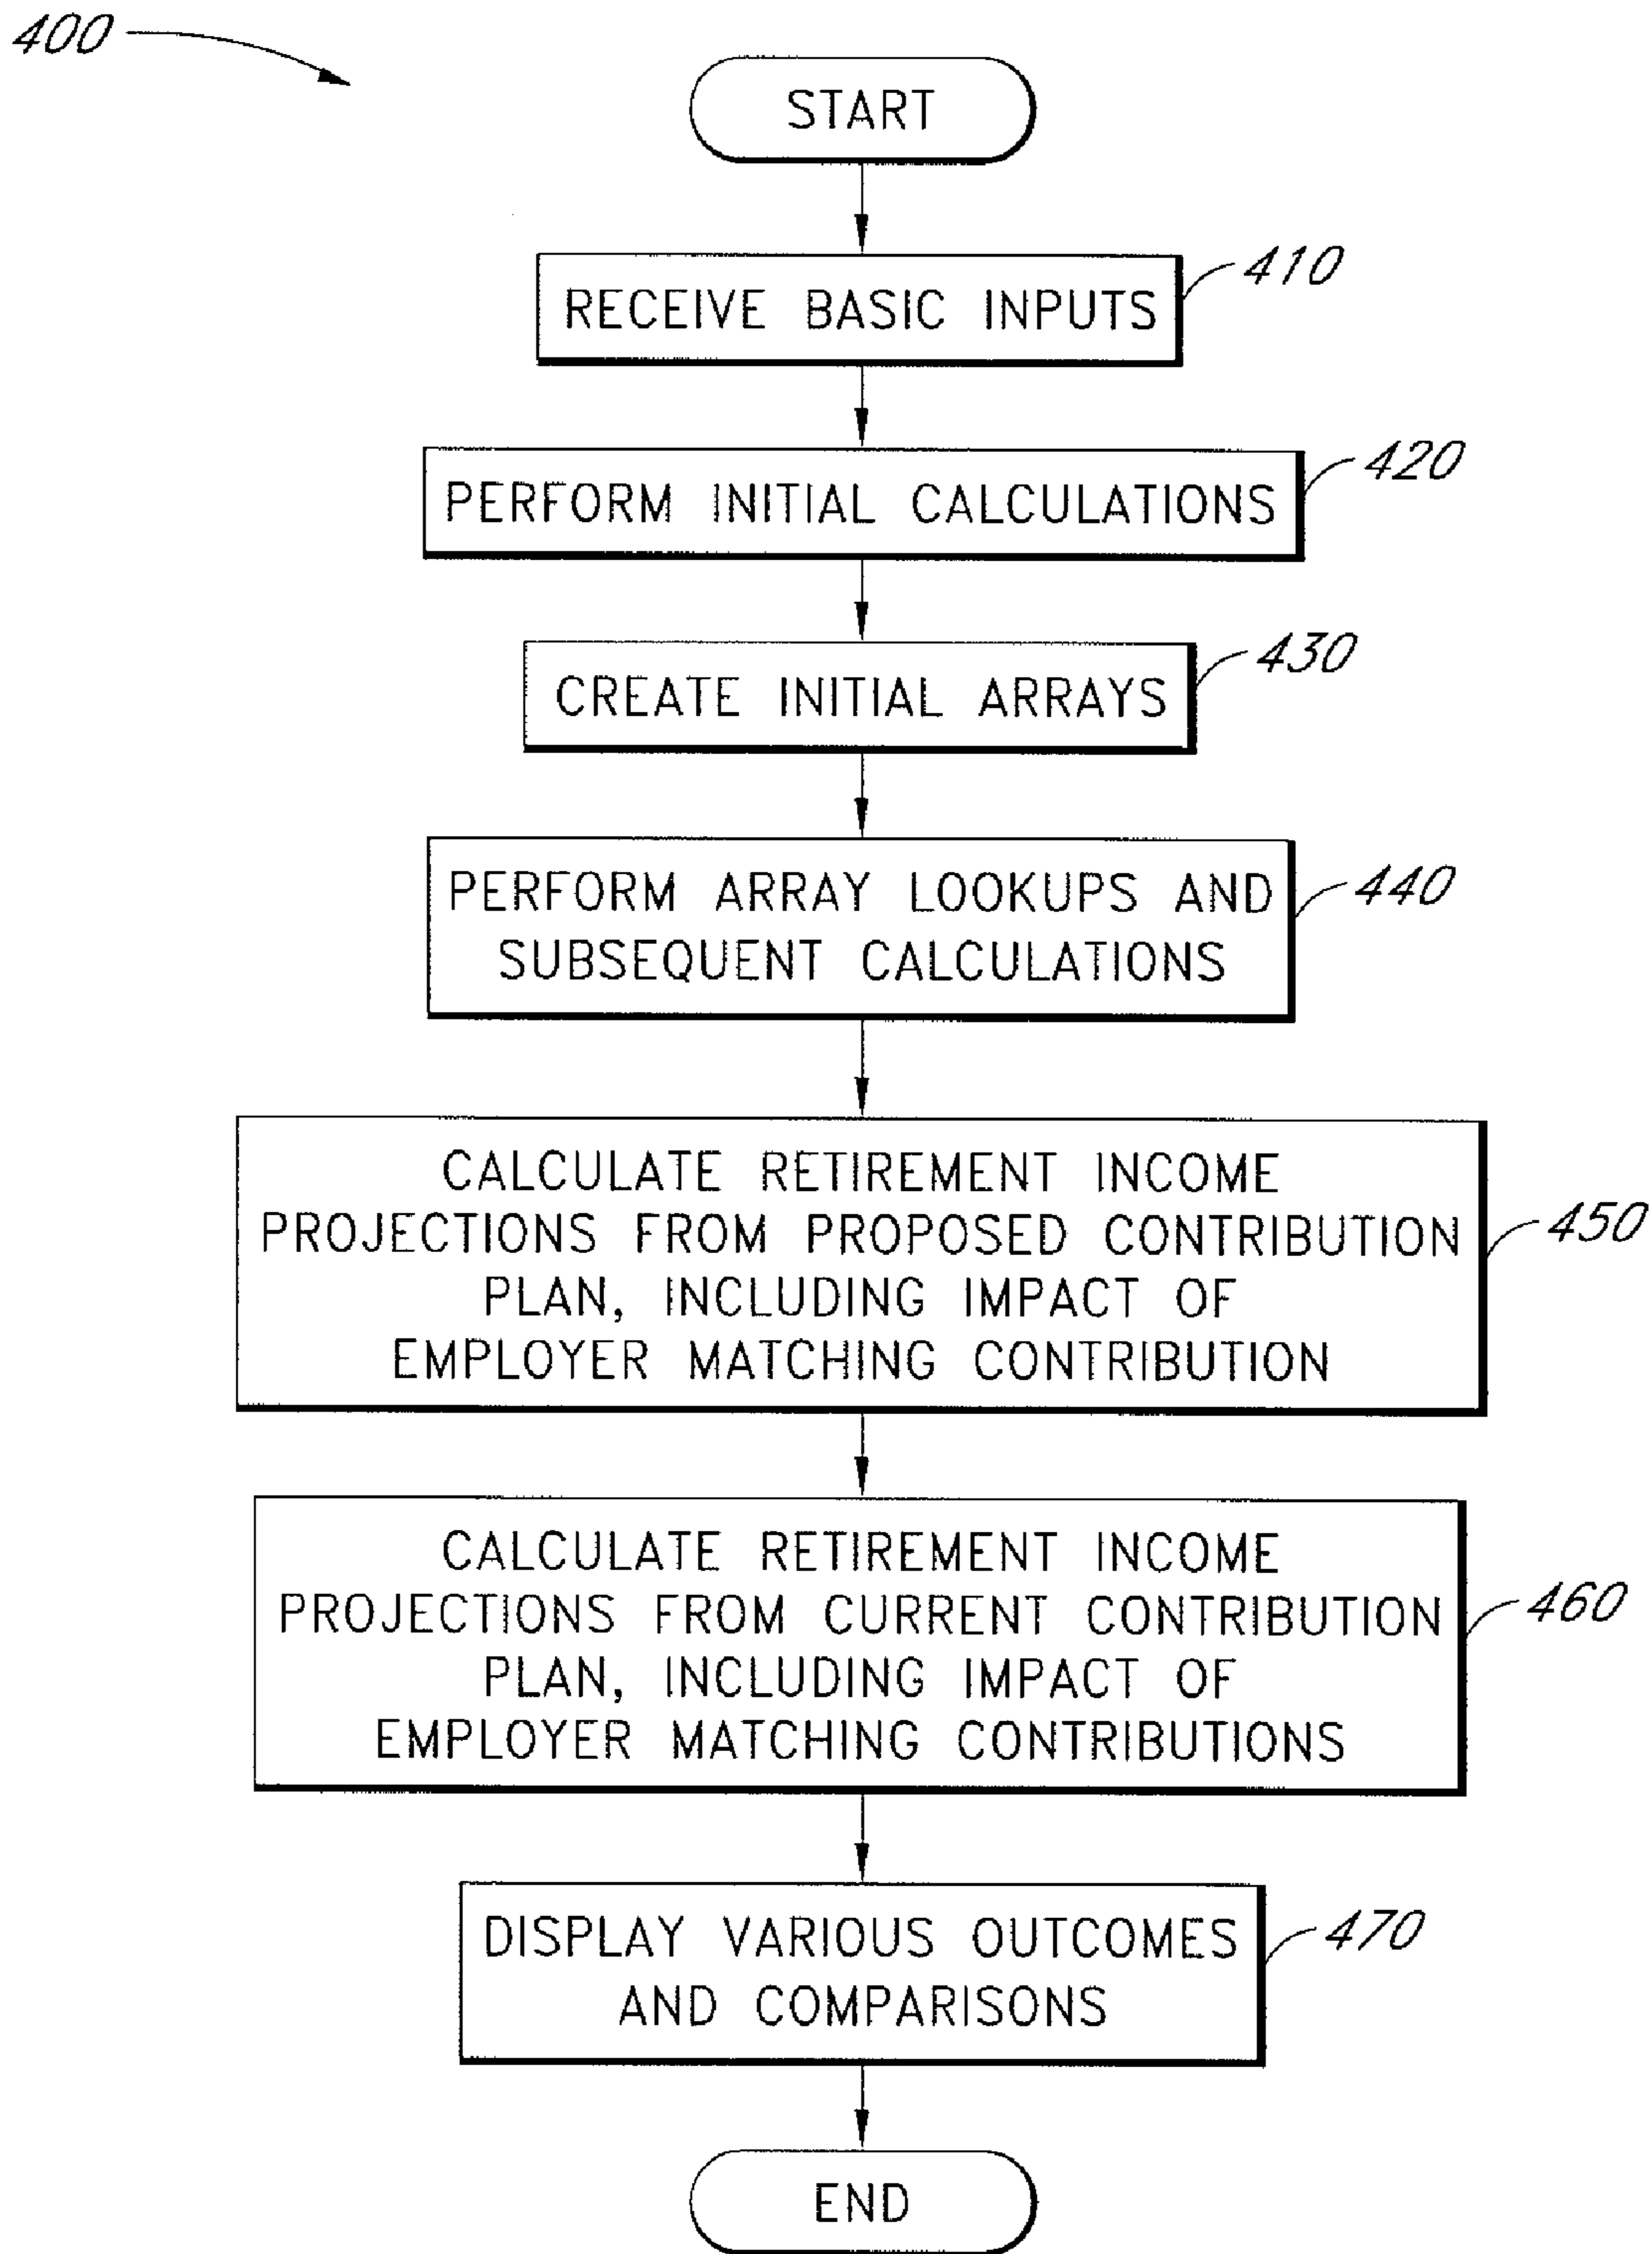 400
START
RECEIVE BASIC INPUTS
410
PERFORM INITIAL CALCULATIONS
420
CREATE INITIAL ARRAYS
430
PERFORM ARRAY LOOKUPS AND
SUBSEQUENT CALCULATIONS
440
CALCULATE RETIREMENT INCOME
PROJECTIONS FROM PROPOSED CONTRIBUTION
PLAN, INCLUDING IMPACT OF
EMPLOYER MATCHING CONTRIBUTION
450
CALCULATE RETIREMENT INCOME
PROJECTIONS FROM CURRENT CONTRIBUTION
PLAN, INCLUDING IMPACT OF
EMPLOYER MATCHING CONTRIBUTIONS
460
DISPLAY VARIOUS OUTCOMES
AND COMPARISONS
470
END